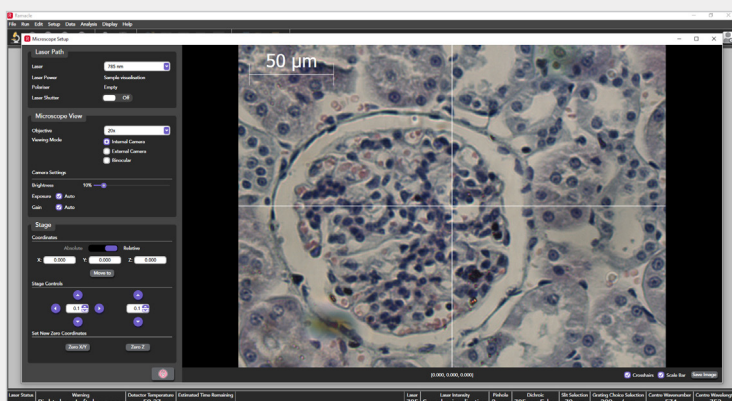 Ramacle
File Run Edit Setup Data Analysis Display Help
Microscope Setup
Laser Path
Laser 785 nm
Laser Power Sample visualisation
Polariser Empty
Laser Shutter Off
Microscope View
Objective 20x
Viewing Mode Internal Camera
External Camera
Binocular
Camera Settings
Brightness 10%
Exposure Auto
Gain Auto
Stage
Coordinates
Absolute Relative
X: 0.000 Y: 0.000 Z: 0.000
Move to
Stage Controls
0.1 0.1
Set New Zero Coordinates
Zero X/Y Zero Z
50 µm
[0.000, 0.000, 0.000]
Crosshairs Scale Bar Save Image
Laser Status Warning Detector Temperature Estimated Time Remaining Laser Laser Intensity Pinhole Dichroic Slit Selection Grating Choice Selection Centre Wavenumber Centre Wavelength